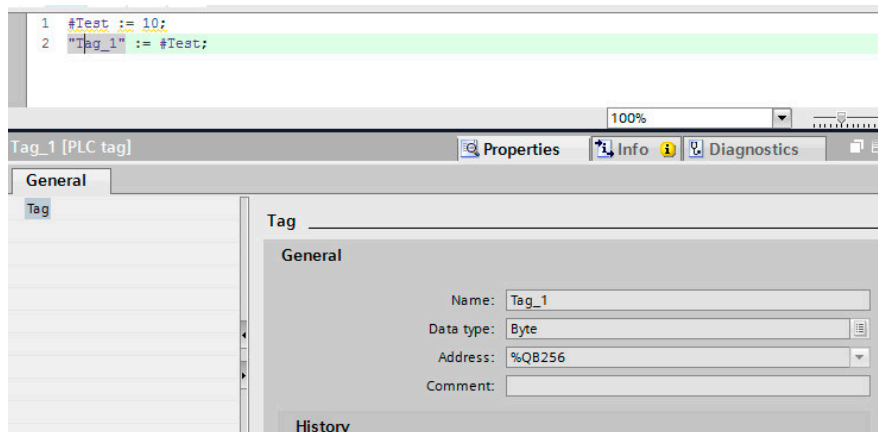 1 #Test := 10;
2 "Tag_1" := #Test;
100%
Tag_1 [PLC tag]
Properties
Info
Diagnostics
General
Tag
Tag
General
Name: Tag_1
Data type: Byte
Address: %QB256
Comment:
History